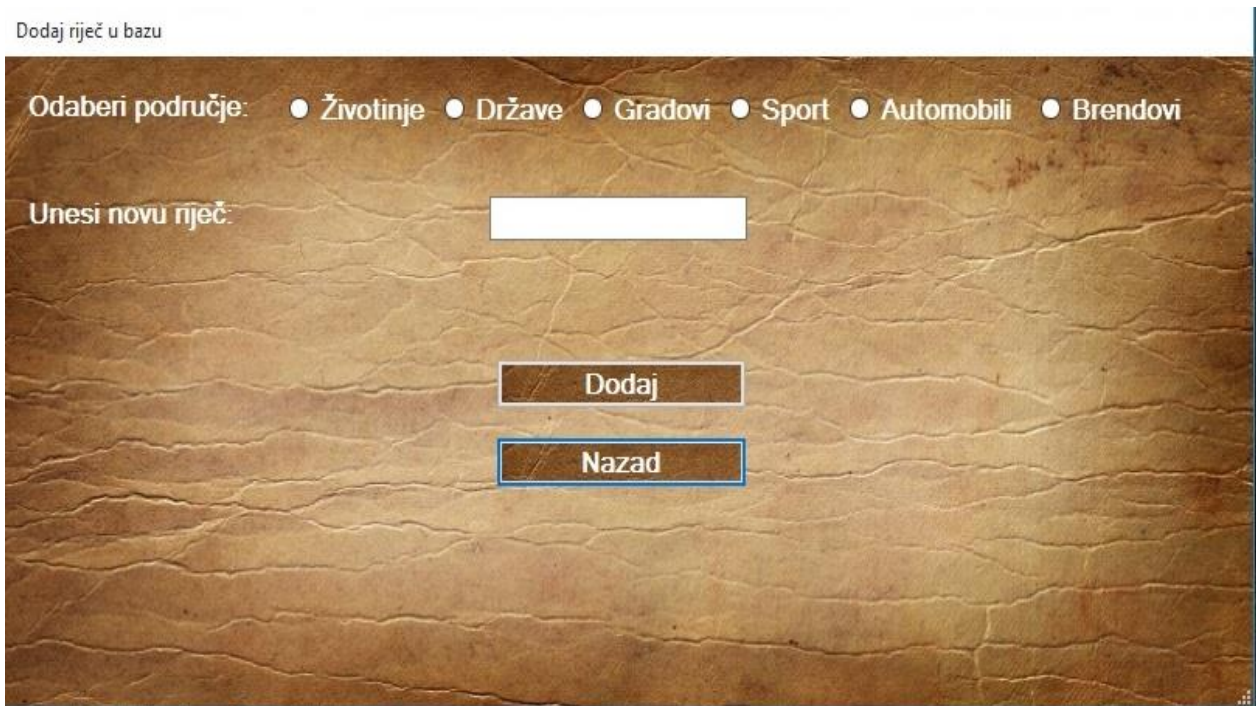 Dodaj riječ u bazu
Odaberi područje: Životinje Države Gradovi Sport Automobili Brendovi
Unesi novu riječ:
Dodaj
Nazad